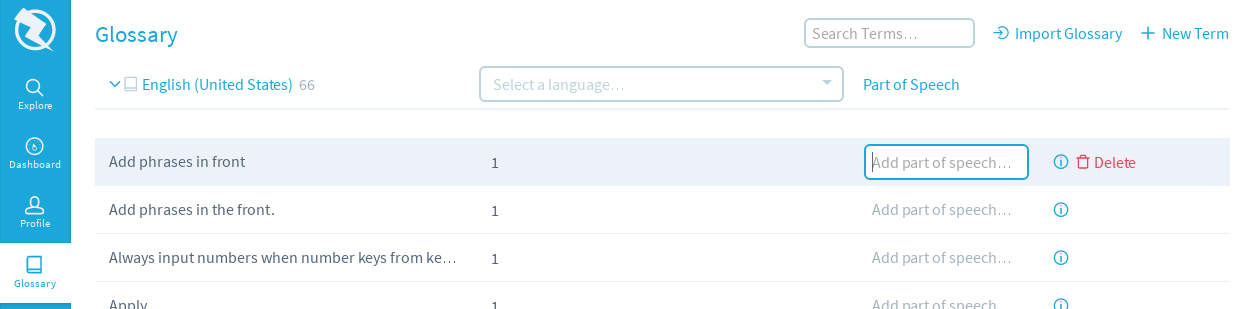 Glossary
Search Terms…
Import Glossary
New Term
English (United States) 66
Select a language…
Part of Speech
Explore
Dashboard
Profile
Glossary
Add phrases in front 1 Add part of speech… Delete
Add phrases in the front. 1 Add part of speech…
Always input numbers when number keys from ke… 1 Add part of speech…
Apply 1 Add part of speech…